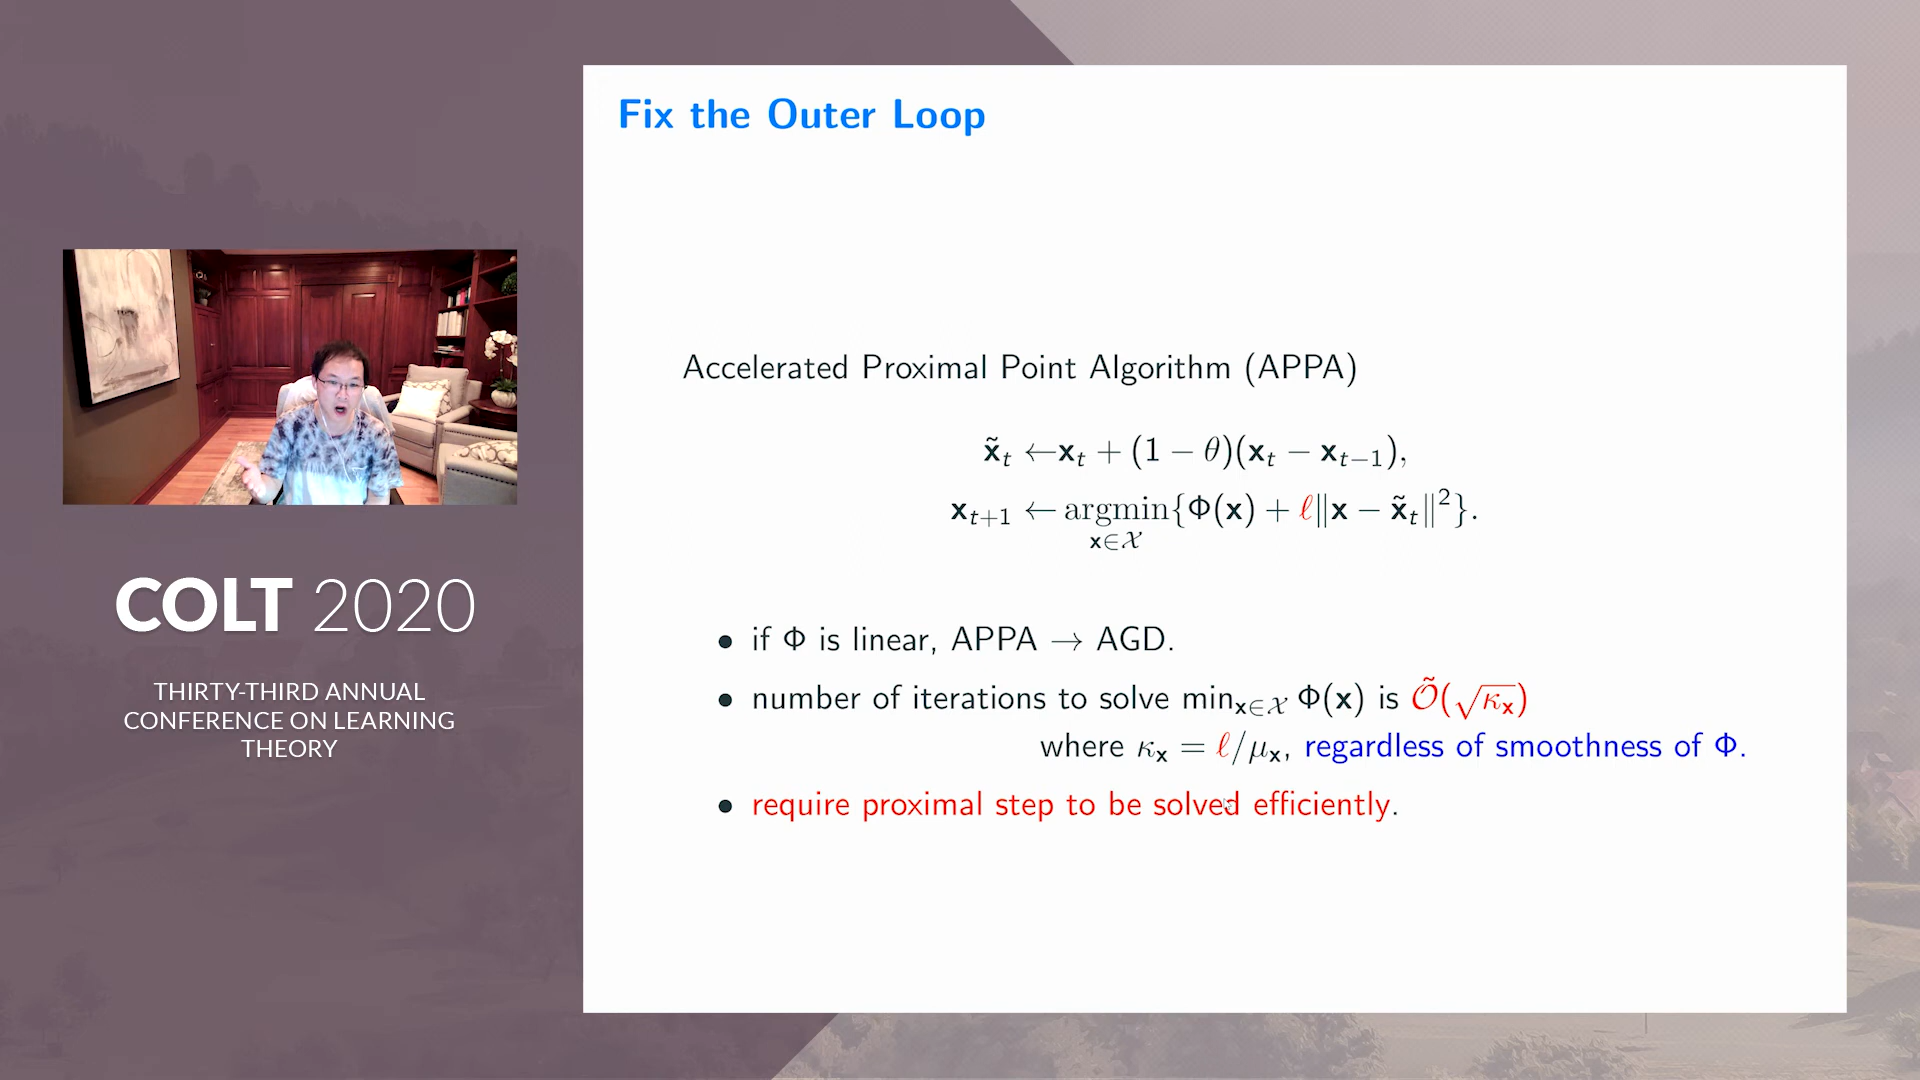 Fix the Outer Loop
Accelerated Proximal Point Algorithm (APPA)
x̃ₜ ←xₜ + (1 − θ)(xₜ − xₜ₋₁),
xₜ₊₁ ← argmin{Φ(x) + ℓ‖x − x̃ₜ‖²}.
x∈𝒳
• if Φ is linear, APPA → AGD.
• number of iterations to solve minₓ∈𝒳 Φ(x) is Õ(√κₓ)
where κₓ = ℓ/μₓ, regardless of smoothness of Φ.
• require proximal step to be solved efficiently.
COLT 2020
THIRTY-THIRD ANNUAL
CONFERENCE ON LEARNING
THEORY